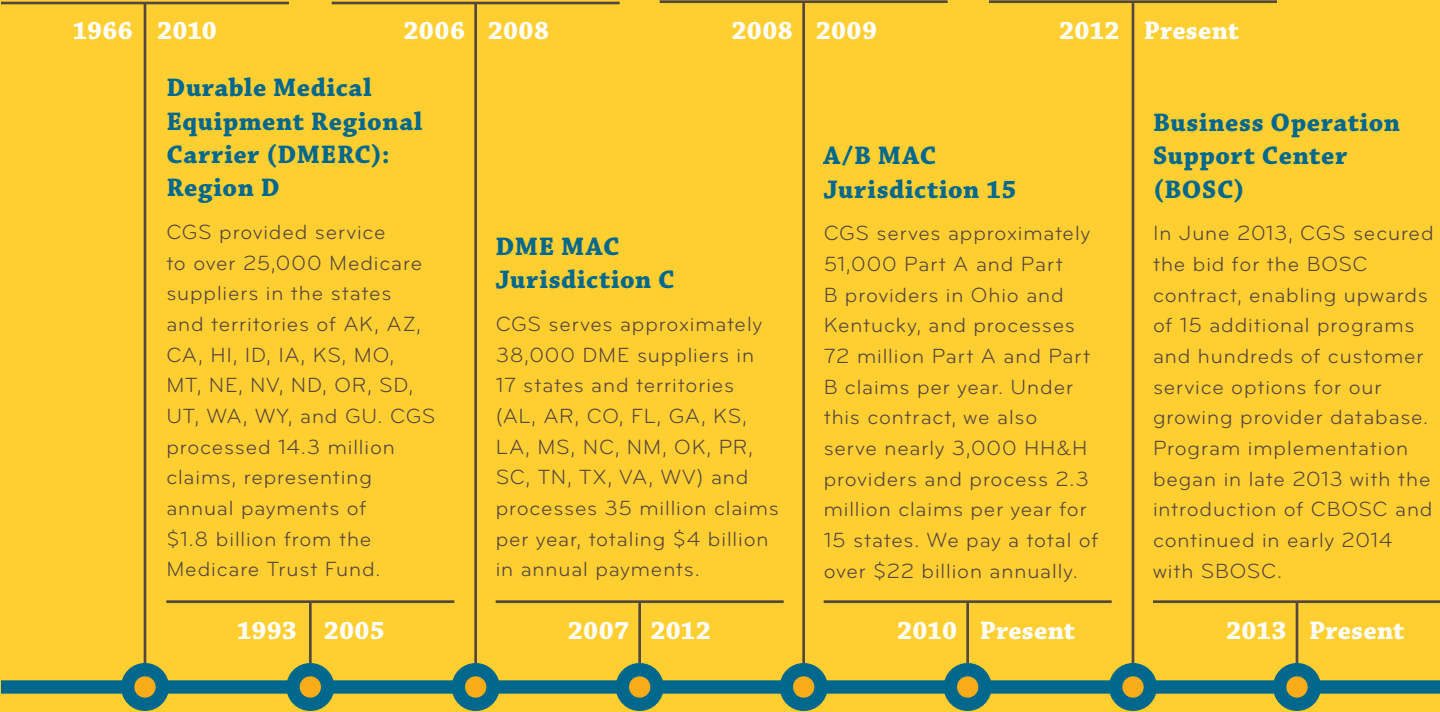 1966 2010
2006 2008
2008 2009
2012 Present
Durable Medical
Equipment Regional
Carrier (DMERC):
Region D
CGS provided service
to over 25,000 Medicare
suppliers in the states
and territories of AK, AZ,
CA, HI, ID, IA, KS, MO,
MT, NE, NV, ND, OR, SD,
UT, WA, WY, and GU. CGS
processed 14.3 million
claims, representing
annual payments of
$1.8 billion from the
Medicare Trust Fund.
1993 2005
DME MAC
Jurisdiction C
CGS serves approximately
38,000 DME suppliers in
17 states and territories
(AL, AR, CO, FL, GA, KS,
LA, MS, NC, NM, OK, PR,
SC, TN, TX, VA, WV) and
processes 35 million claims
per year, totaling $4 billion
in annual payments.
2007 2012
A/B MAC
Jurisdiction 15
CGS serves approximately
51,000 Part A and Part
B providers in Ohio and
Kentucky, and processes
72 million Part A and Part
B claims per year. Under
this contract, we also
serve nearly 3,000 HH&H
providers and process 2.3
million claims per year for
15 states. We pay a total of
over $22 billion annually.
2010 Present
Business Operation
Support Center
(BOSC)
In June 2013, CGS secured
the bid for the BOSC
contract, enabling upwards
of 15 additional programs
and hundreds of customer
service options for our
growing provider database.
Program implementation
began in late 2013 with the
introduction of CBOSC and
continued in early 2014
with SBOSC.
2013 Present